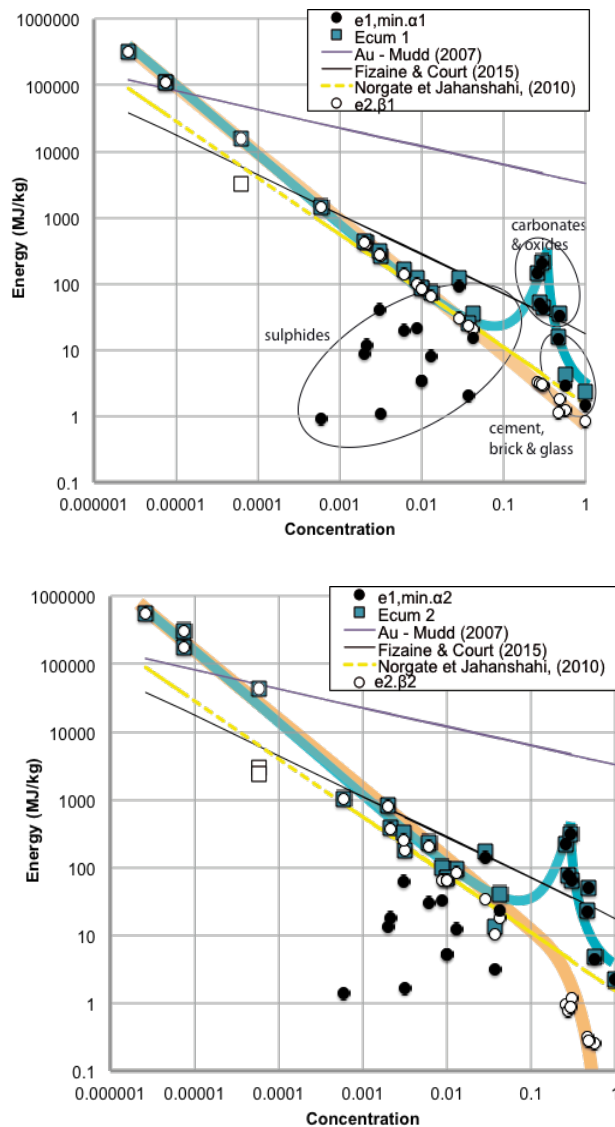 e1,min.α1
Ecum 1
Au - Mudd (2007)
Fizaine & Court (2015)
Norgate et Jahanshahi, (2010)
e2.β1
Energy (MJ/kg)
1000000
100000
10000
1000
100
10
1
0.1
carbonates
& oxides
sulphides
cement,
brick & glass
0.000001 0.00001 0.0001 0.001 0.01 0.1 1
Concentration
e1,min.α2
Ecum 2
Au - Mudd (2007)
Fizaine & Court (2015)
Norgate et Jahanshahi, (2010)
e2.β2
Energy (MJ/kg)
1000000
100000
10000
1000
100
10
1
0.1
0.000001 0.00001 0.0001 0.001 0.01 0.1 1
Concentration